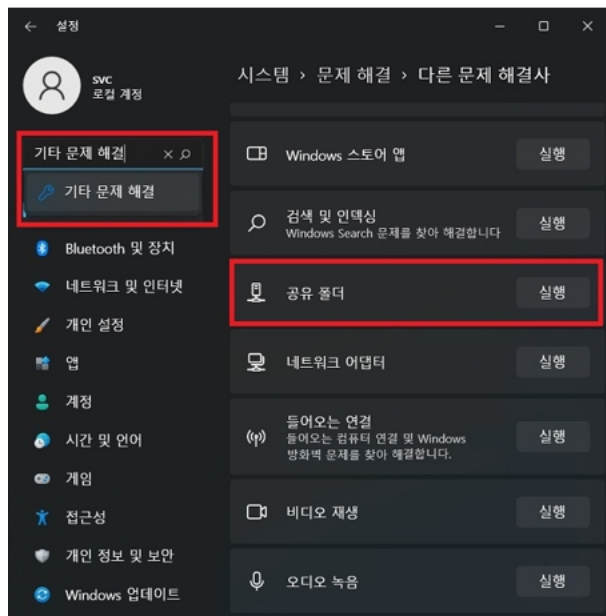 설정
svc
로컬 계정
기타 문제 해결
기타 문제 해결
Bluetooth 및 장치
네트워크 및 인터넷
개인 설정
앱
계정
시간 및 언어
게임
접근성
개인 정보 및 보안
Windows 업데이트
시스템 > 문제 해결 > 다른 문제 해결사
Windows 스토어 앱
실행
검색 및 인덱싱
Windows Search 문제를 찾아 해결합니다
실행
공유 폴더
실행
네트워크 어댑터
실행
들어오는 연결
들어오는 컴퓨터 연결 및 Windows
방화벽 문제를 찾아 해결합니다.
실행
비디오 재생
실행
오디오 녹음
실행